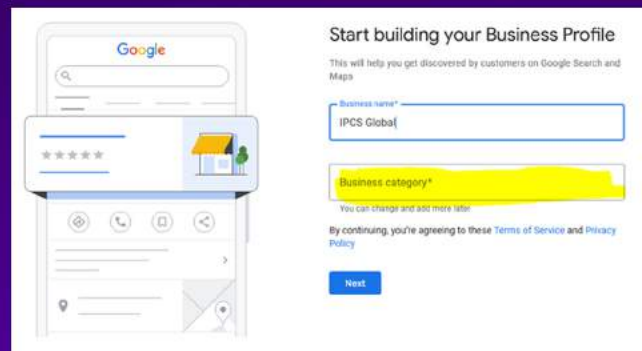 Google
Start building your Business Profile
This will help you get discovered by customers on Google Search and
Maps
Business name*
IPCS Global
Business category*
You can change and add more later
By continuing, you're agreeing to these Terms of Service and Privacy
Policy
Next